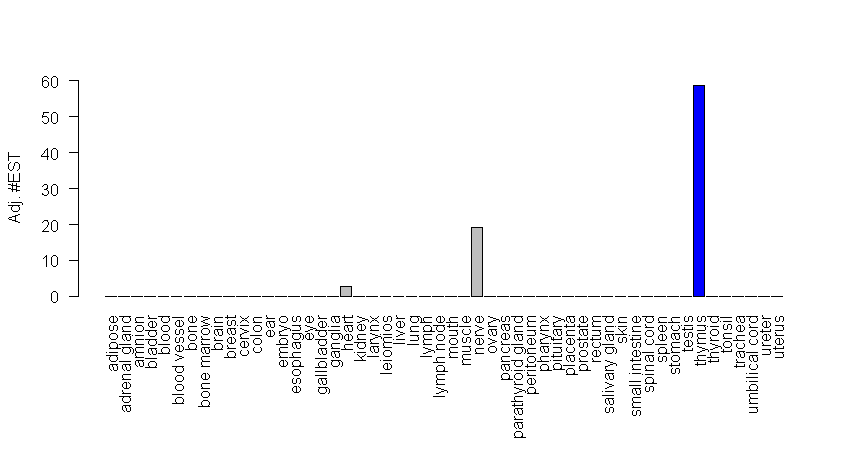 60
50
40
30
20
10
0
Adj. #EST
adipose
adrenal gland
amnion
bladder
blood
blood vessel
bone
bone marrow
brain
breast
cervix
colon
ear
embryo
esophagus
eye
gallbladder
ganglia
heart
kidney
larynx
leiomios
liver
lung
lymph
lymph node
mouth
muscle
nerve
ovary
pancreas
parathyroid gland
peritoneum
pharynx
pituitary
placenta
prostate
rectum
salivary gland
skin
small intestine
spinal cord
spleen
stomach
testis
thymus
thyroid
tonsil
trachea
umbilical cord
ureter
uterus